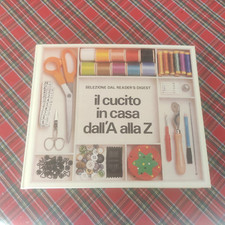 SELEZIONE DAL READER'S DIGEST
il cucito
in casa
dall'A alla Z